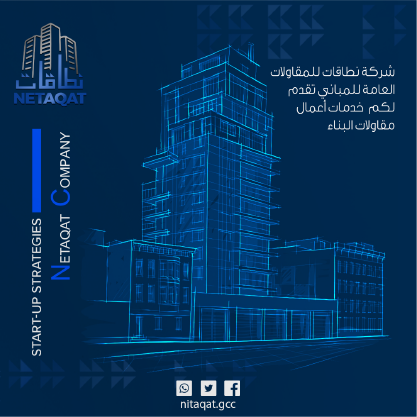 نطاقات
NETAQAT
شركة نطاقات للمقاولات
العامة للمباني تقدم
لكم خدمات أعمال
مقاولات البناء
START-UP STRATEGIES
NETAQAT COMPANY
nitaqat.gcc